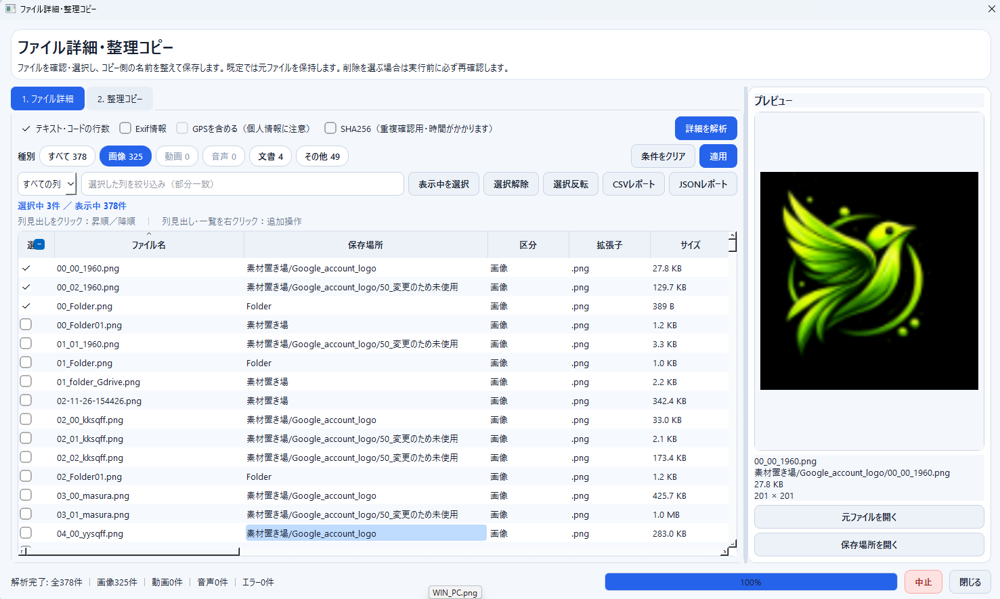 ファイル詳細・整理コピー
ファイル詳細・整理コピー
ファイルを確認・選択し、コピー側の名前を整えて保存します。既定では元ファイルを保持します。削除を選ぶ場合は実行前に必ず再確認します。
1. ファイル詳細 2. 整理コピー
テキスト・コードの行数 Exif情報 GPSを含める（個人情報に注意） SHA256（重複確認用・時間がかかります） 詳細を解析
種別 すべて 378 画像 325 動画 0 音声 0 文書 4 その他 49 条件をクリア 適用
すべての列 選択した列を絞り込み（部分一致） 表示中を選択 選択解除 選択反転 CSVレポート JSONレポート
選択中 3件 ／ 表示中 378件
列見出しをクリック：昇順／降順 ｜ 列見出し・一覧を右クリック：追加操作
選 ファイル名 保存場所 区分 拡張子 サイズ
00_00_1960.png 素材置き場/Google_account_logo 画像 .png 27.8 KB
00_02_1960.png 素材置き場/Google_account_logo/50_変更のため未使用 画像 .png 129.7 KB
00_Folder.png Folder 画像 .png 389 B
00_Folder01.png 素材置き場 画像 .png 1.2 KB
01_01_1960.png 素材置き場/Google_account_logo/50_変更のため未使用 画像 .png 3.3 KB
01_Folder.png Folder 画像 .png 1.0 KB
01_folder_Gdrive.png 素材置き場 画像 .png 2.2 KB
02-11-26-154426.png 素材置き場 画像 .png 342.4 KB
02_00_kksqff.png 素材置き場/Google_account_logo 画像 .png 33.0 KB
02_01_kksqff.png 素材置き場/Google_account_logo/50_変更のため未使用 画像 .png 2.1 KB
02_02_kksqff.png 素材置き場/Google_account_logo/50_変更のため未使用 画像 .png 173.4 KB
02_Folder01.png Folder 画像 .png 1.2 KB
03_00_masura.png 素材置き場/Google_account_logo 画像 .png 425.7 KB
03_01_masura.png 素材置き場/Google_account_logo/50_変更のため未使用 画像 .png 1.0 MB
04_00_yysqff.png 素材置き場/Google_account_logo 画像 .png 283.0 KB
プレビュー
00_00_1960.png
素材置き場/Google_account_logo/00_00_1960.png
27.8 KB
201 × 201
元ファイルを開く
保存場所を開く
解析完了: 全378件 ｜ 画像325件 ｜ 動画0件 ｜ 音声0件 ｜ エラー0件 100% 中止 閉じる
WIN_PC.png